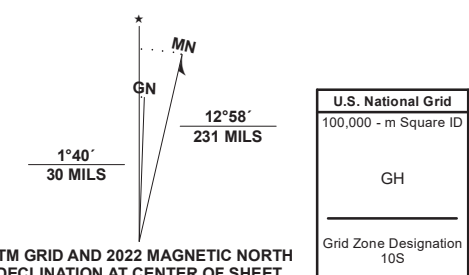 ★
MN
GN
12°58´
231 MILS
1°40´
30 MILS
TM GRID AND 2022 MAGNETIC NORTH
DECLINATION AT CENTER OF SHEET
U.S. National Grid
100,000 - m Square ID
GH
Grid Zone Designation
10S